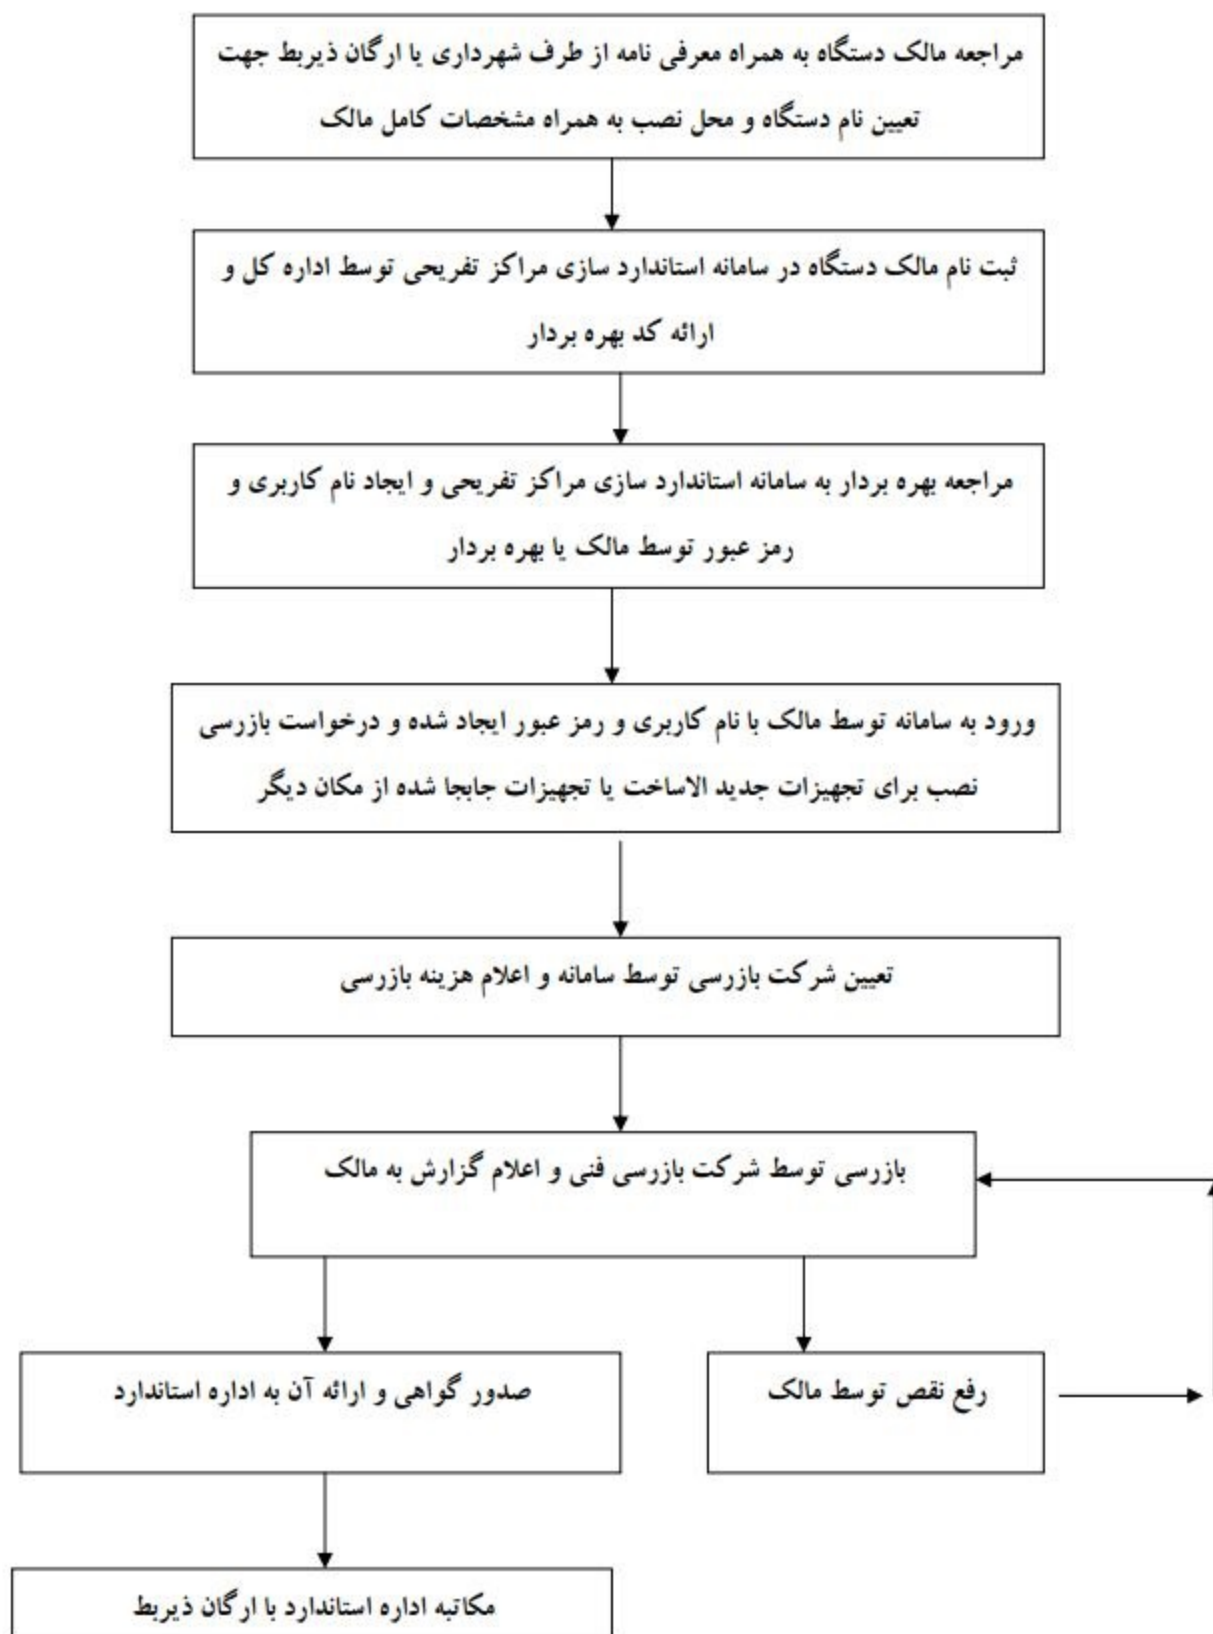 مراجعه مالک دستگاه به همراه معرفی نامه از طرف شهرداری یا ارگان ذیربط جهت
تعیین نام دستگاه و محل نصب به همراه مشخصات کامل مالک
ثبت نام مالک دستگاه در سامانه استاندارد سازی مراکز تفریحی توسط اداره کل و
ارائه کد بهره بردار
مراجعه بهره بردار به سامانه استاندارد سازی مراکز تفریحی و ایجاد نام کاربری و
رمز عبور توسط مالک یا بهره بردار
ورود به سامانه توسط مالک با نام کاربری و رمز عبور ایجاد شده و درخواست بازرسی
نصب برای تجهیزات جدید الاساخت یا تجهیزات جابجا شده از مکان دیگر
تعیین شرکت بازرسی توسط سامانه و اعلام هزینه بازرسی
بازرسی توسط شرکت بازرسی فنی و اعلام گزارش به مالک
رفع نقص توسط مالک
صدور گواهی و ارائه آن به اداره استاندارد
مکاتبه اداره استاندارد با ارگان ذیربط